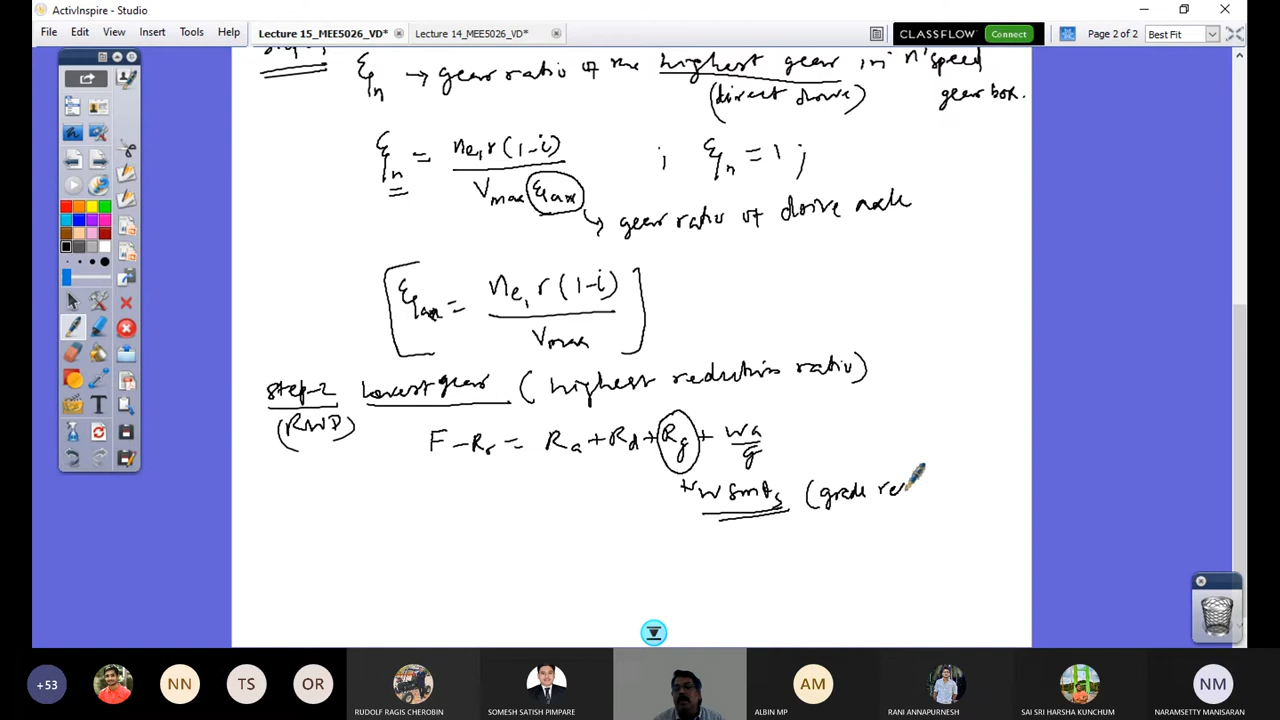 ActivInspire - Studio
File Edit View Insert Tools Help
Lecture 15_MEE5026_VD*
Lecture 14_MEE5026_VD*
CLASSFLOW Connect
Page 2 of 2
Best Fit
ξn → gear ratio of the highest gear in 'n' speed
(direct drive) gear box.
ξn = ne1 r (1-i) / Vmax ξax ; ξn = 1 ;
↳ gear ratio of drive axle
[ξax = ne1 r (1-i) / Vmax]
step-2 Lowest gear (highest reduction ratio)
(RWD)
F - Rr = Ra + Rd + Rg + Wa/g
W sinθs (grade re
+53
NN
TS
OR
RUDOLF RAGIS CHEROBIN
SOMESH SATISH PIMPARE
AM
ALBIN MP
RANI ANNAPURNESH
SAI SRI HARSHA KUNCHUM
NM
NARAMSETTY MANISARAN